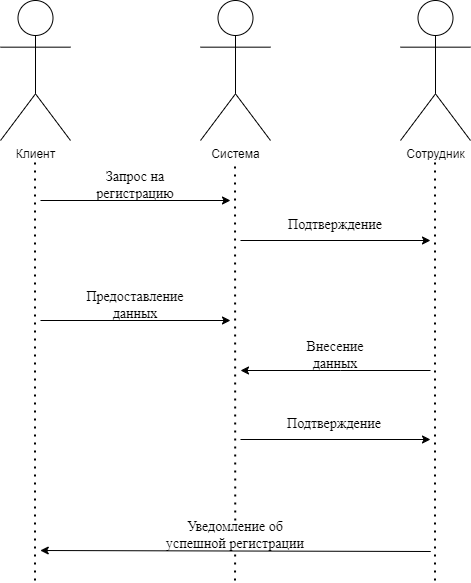 Клиент
Система
Сотрудник
Запрос на
регистрацию
Подтверждение
Предоставление
данных
Внесение
данных
Подтверждение
Уведомление об
успешной регистрации